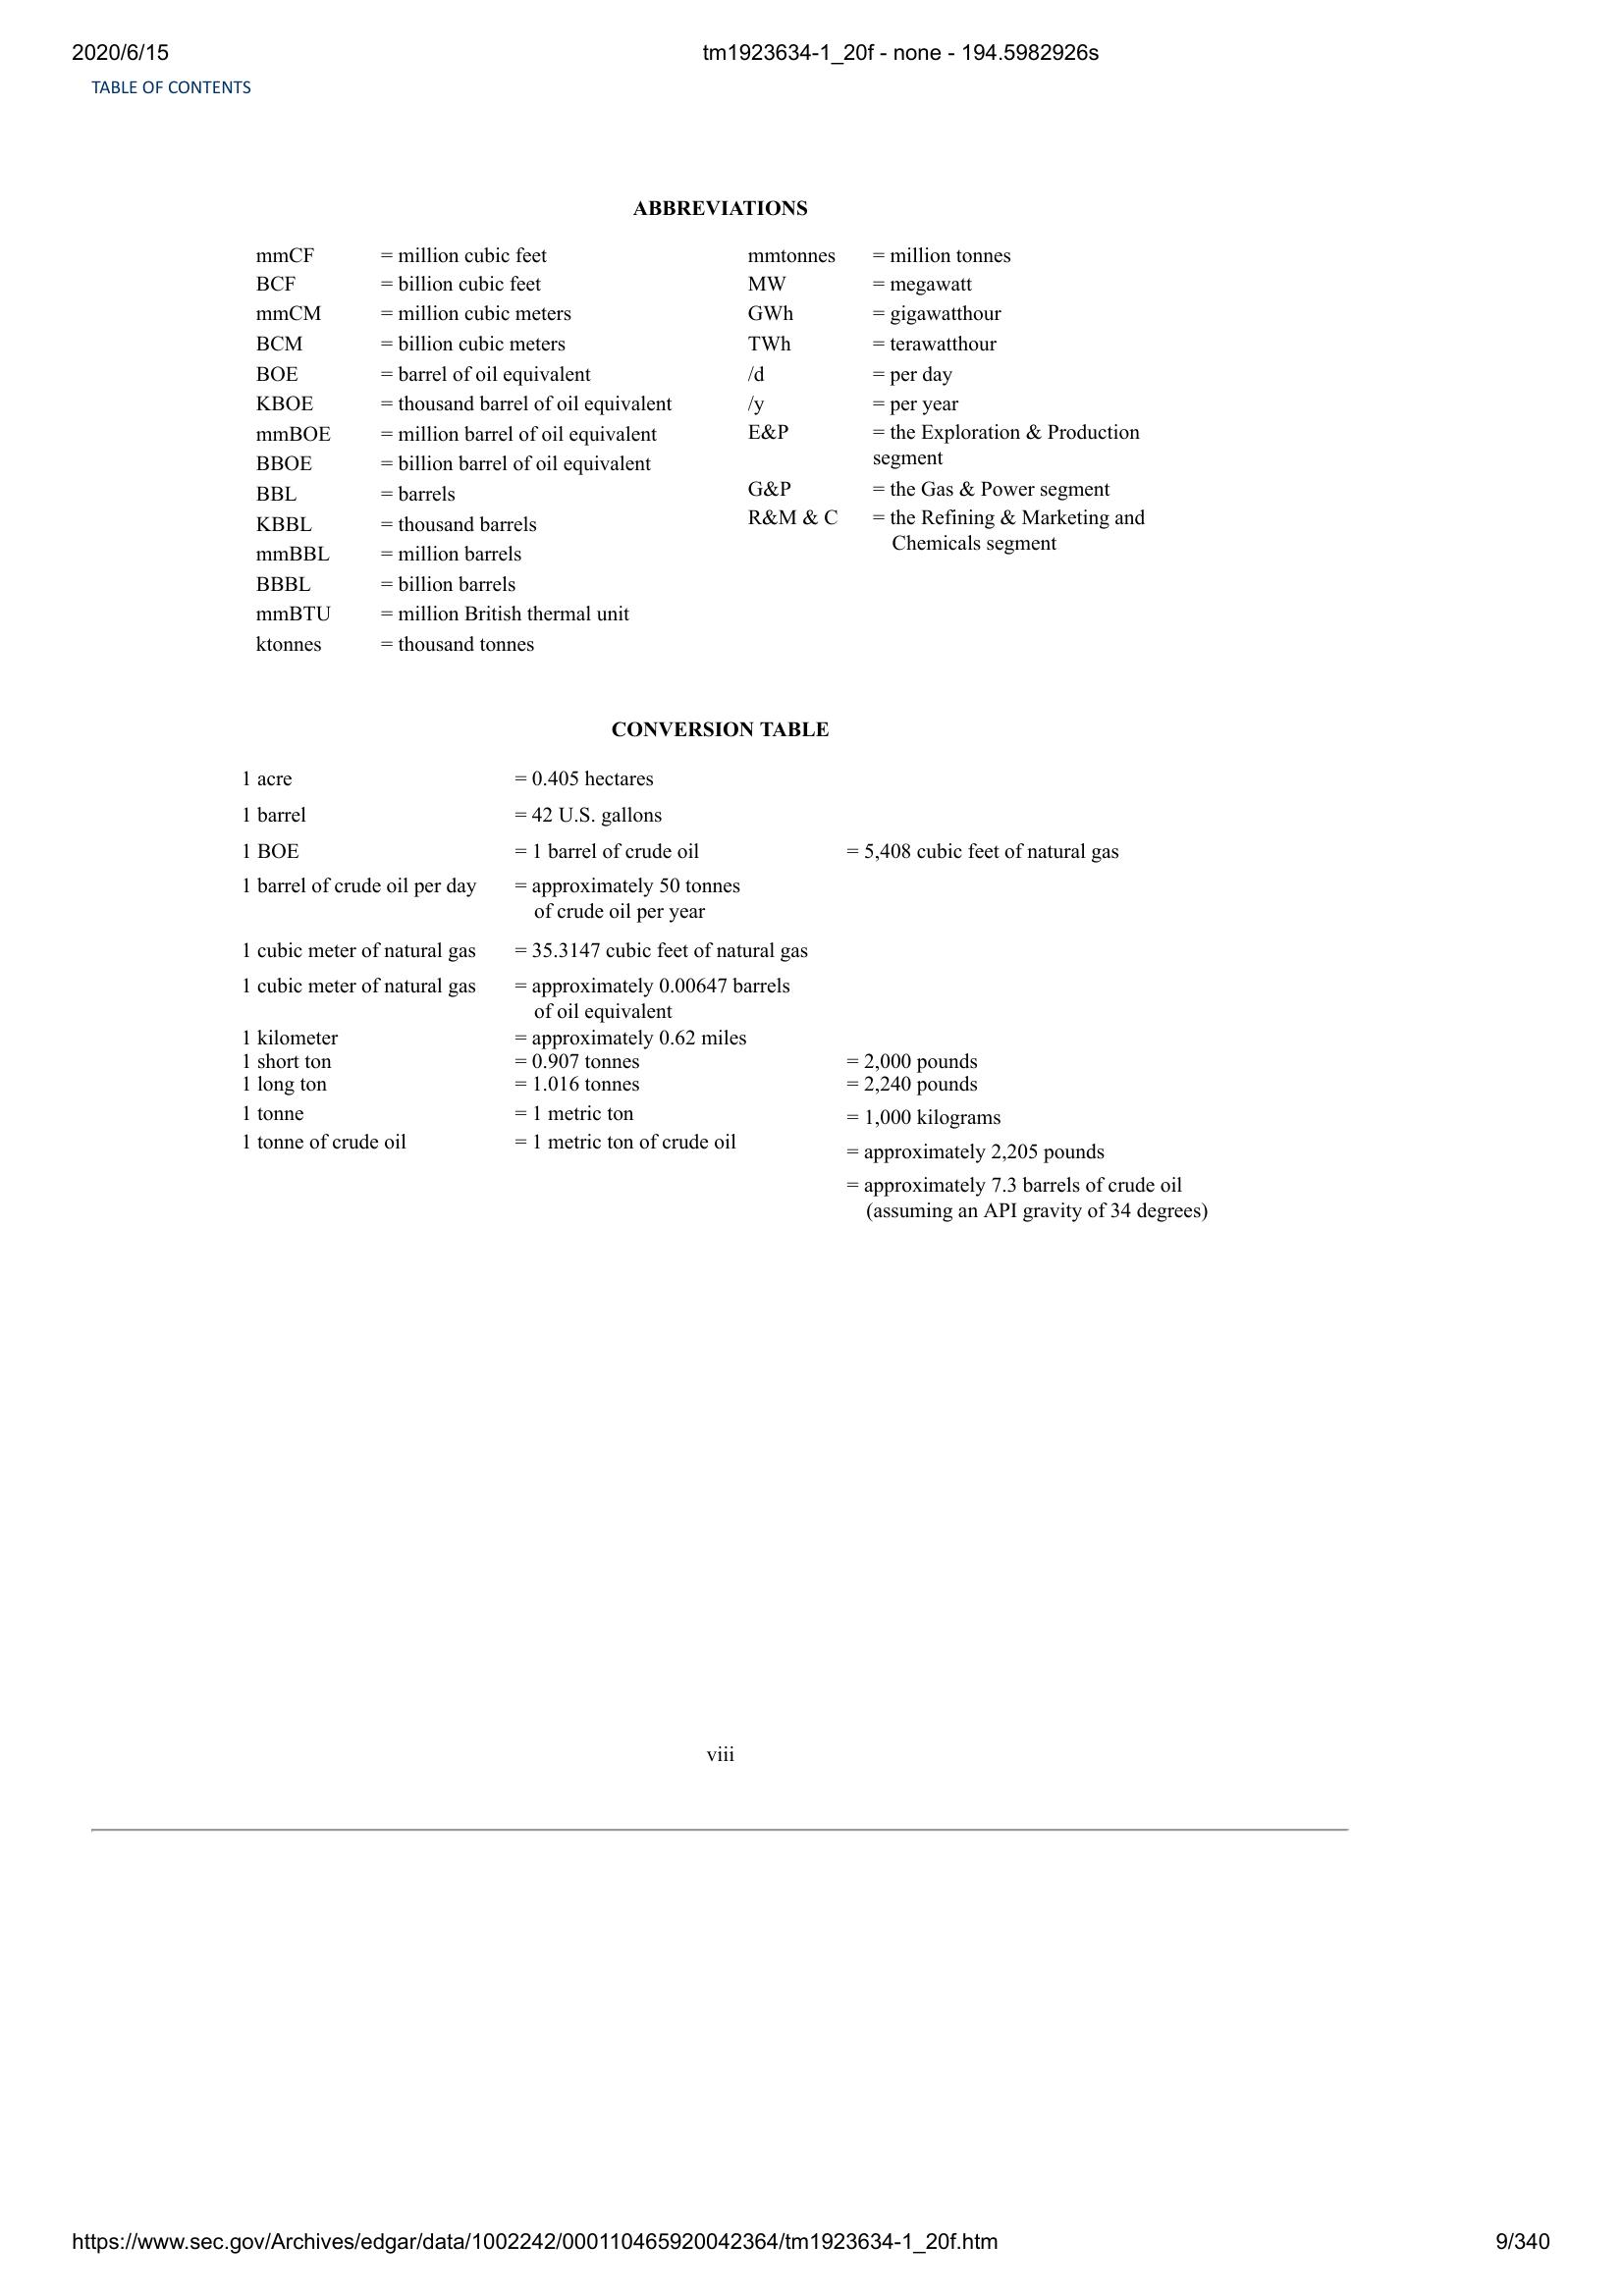 2020/6/15 tm1923634-1_20f - none - 194.5982926s
TABLE OF CONTENTS
ABBREVIATIONS
mmCF = million cubic feet
BCF = billion cubic feet
mmCM = million cubic meters
BCM = billion cubic meters
BOE = barrel of oil equivalent
KBOE = thousand barrel of oil equivalent
mmBOE = million barrel of oil equivalent
BBOE = billion barrel of oil equivalent
BBL = barrels
KBBL = thousand barrels
mmBBL = million barrels
BBBL = billion barrels
mmBTU = million British thermal unit
ktonnes = thousand tonnes
mmtonnes = million tonnes
MW = megawatt
GWh = gigawatthour
TWh = terawatthour
/d = per day
/y = per year
E&P = the Exploration & Production
segment
G&P = the Gas & Power segment
R&M & C = the Refining & Marketing and
Chemicals segment
CONVERSION TABLE
1 acre = 0.405 hectares
1 barrel = 42 U.S. gallons
1 BOE = 1 barrel of crude oil = 5,408 cubic feet of natural gas
1 barrel of crude oil per day = approximately 50 tonnes
of crude oil per year
1 cubic meter of natural gas = 35.3147 cubic feet of natural gas
1 cubic meter of natural gas = approximately 0.00647 barrels
of oil equivalent
1 kilometer = approximately 0.62 miles
1 short ton = 0.907 tonnes = 2,000 pounds
1 long ton = 1.016 tonnes = 2,240 pounds
1 tonne = 1 metric ton = 1,000 kilograms
1 tonne of crude oil = 1 metric ton of crude oil = approximately 2,205 pounds
= approximately 7.3 barrels of crude oil
(assuming an API gravity of 34 degrees)
viii
https://www.sec.gov/Archives/edgar/data/1002242/000110465920042364/tm1923634-1_20f.htm 9/340